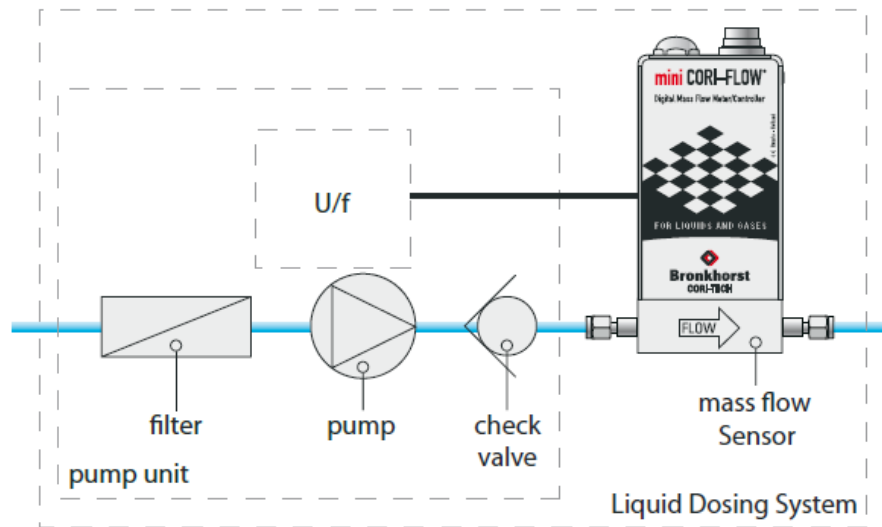 mini CORI-FLOW™
Digital Mass Flow Meter/Controller
U/f
FOR LIQUIDS AND GASES
Bronkhorst
CORI-TECH
FLOW
filter
pump
check
valve
mass flow
Sensor
pump unit
Liquid Dosing System